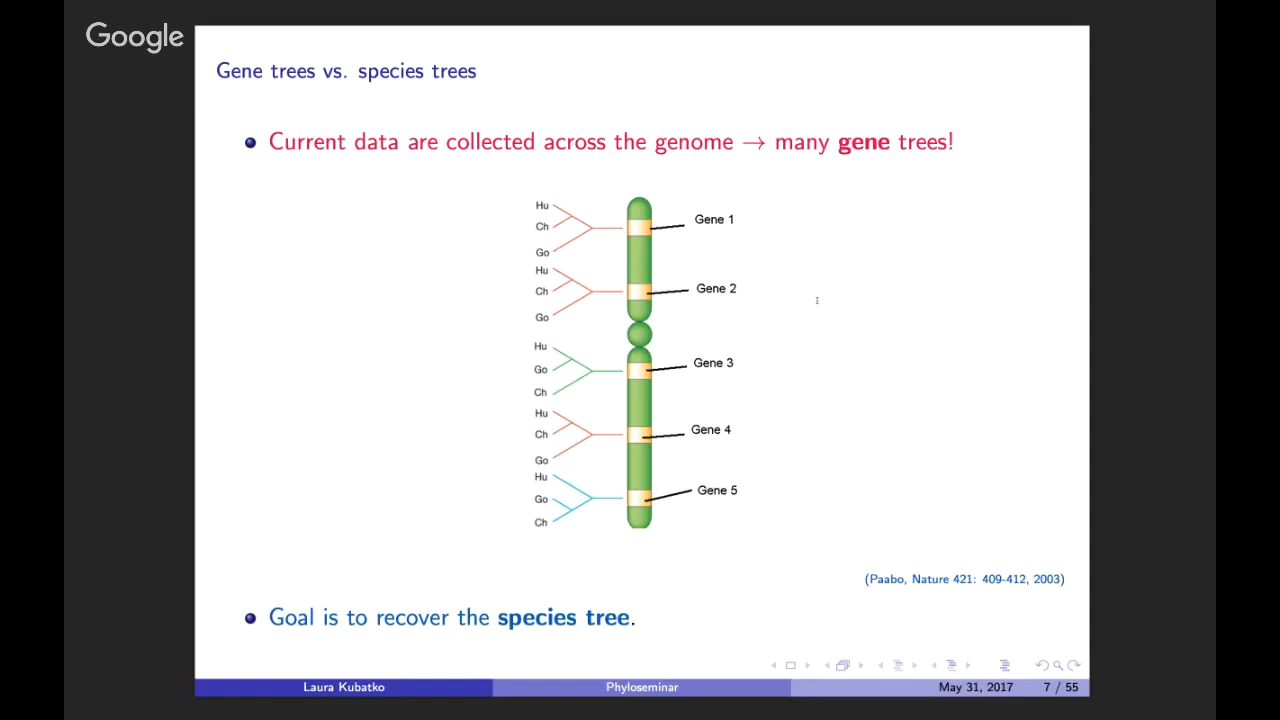 Google
Gene trees vs. species trees
Current data are collected across the genome → many gene trees!
Hu
Ch
Go
Gene 1
Hu
Ch
Go
Gene 2
Hu
Go
Ch
Gene 3
Hu
Ch
Go
Gene 4
Hu
Go
Ch
Gene 5
(Paabo, Nature 421: 409-412, 2003)
Goal is to recover the species tree.
Laura Kubatko Phyloseminar May 31, 2017 7 / 55